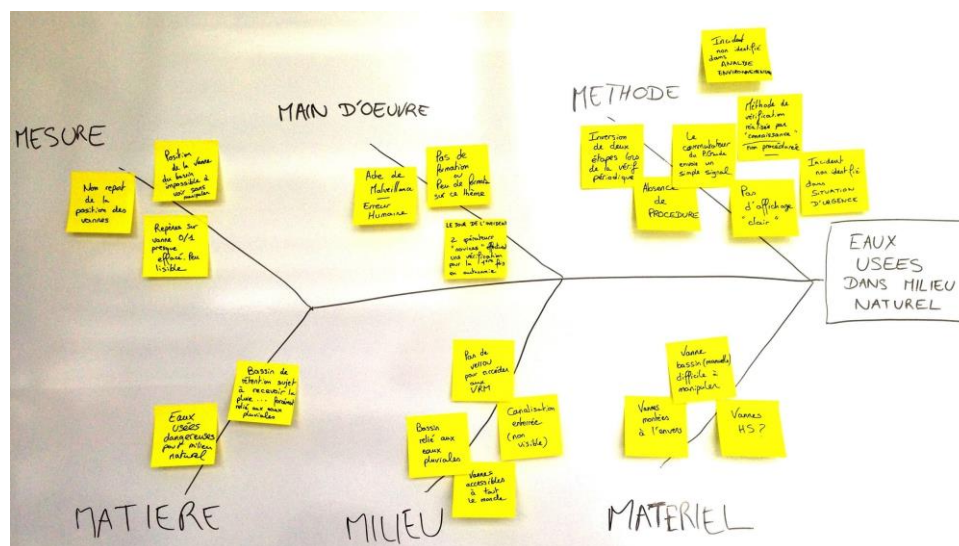 MESURE
Non report
de la
position des
vannes
Position
de la vanne
du bassin
impossible à
voir sans
manipuler
Repères sur
vanne 0/1
presque
effacé. Peu
lisible
MAIN D'OEUVRE
Acte de
Malveillance
Erreur
Humaine
Pas de
formation
Peu de
sur ce thème
LE JOUR DE L'INCIDENT
2 opérateurs
"novices" effectuent
une vérification
pour la 1ère fois
en autonomie
METHODE
Incident
non identifié
dans
ANALYSE
ENVIRONNEMENTALE
Inversion
de deux
étapes lors
de la vérif
périodique
Le
commutateur
envoie un
simple signal
Méthode de
vérification
réalisée par
"connaissance"
non procédurée
Absence
de
PROCEDURE
Pas
d'affichage
"clair"
Incident
non identifié
dans
SITUATION
D'URGENCE
EAUX
USEES
DANS MILIEU
NATUREL
Bassin de
rétention sujet
à recevoir la
pluie ... forcément
relié aux eaux
pluviales
Eaux
usées
dangereuses
pour milieu
naturel
MATIERE
Pas de
verrou
pour accéder
aux
VRM
Bassin
relié aux
eaux
pluviales
Canalisation
enterrée
(non
visible)
Vannes
accessibles
à tout
le monde
MILIEU
Vanne
bassin (manuelle)
difficile à
manipuler
Vannes
montées
à l'envers
Vannes
HS ?
MATERIEL